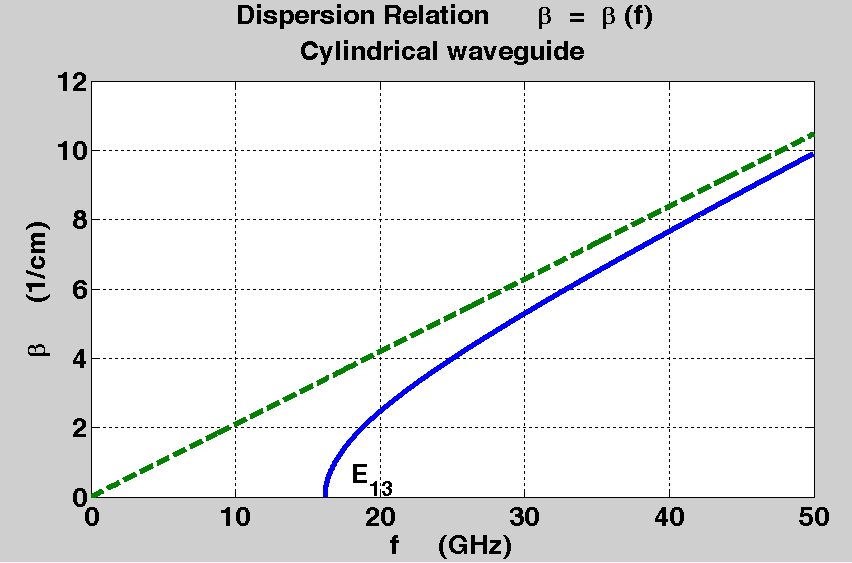 Dispersion Relation β = β (f)
Cylindrical waveguide
12
10
8
6
4
2
0
β (1/cm)
E13
0 10 20 30 40 50
f (GHz)